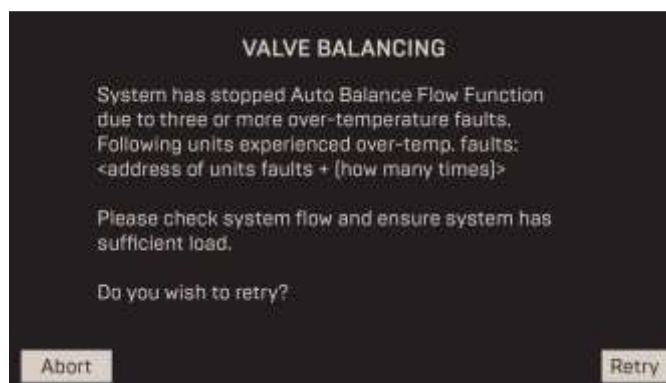 VALVE BALANCING
System has stopped Auto Balance Flow Function
due to three or more over-temperature faults.
Following units experienced over-temp. faults:
<address of units faults + (how many times)>
Please check system flow and ensure system has
sufficient load.
Do you wish to retry?
Abort
Retry